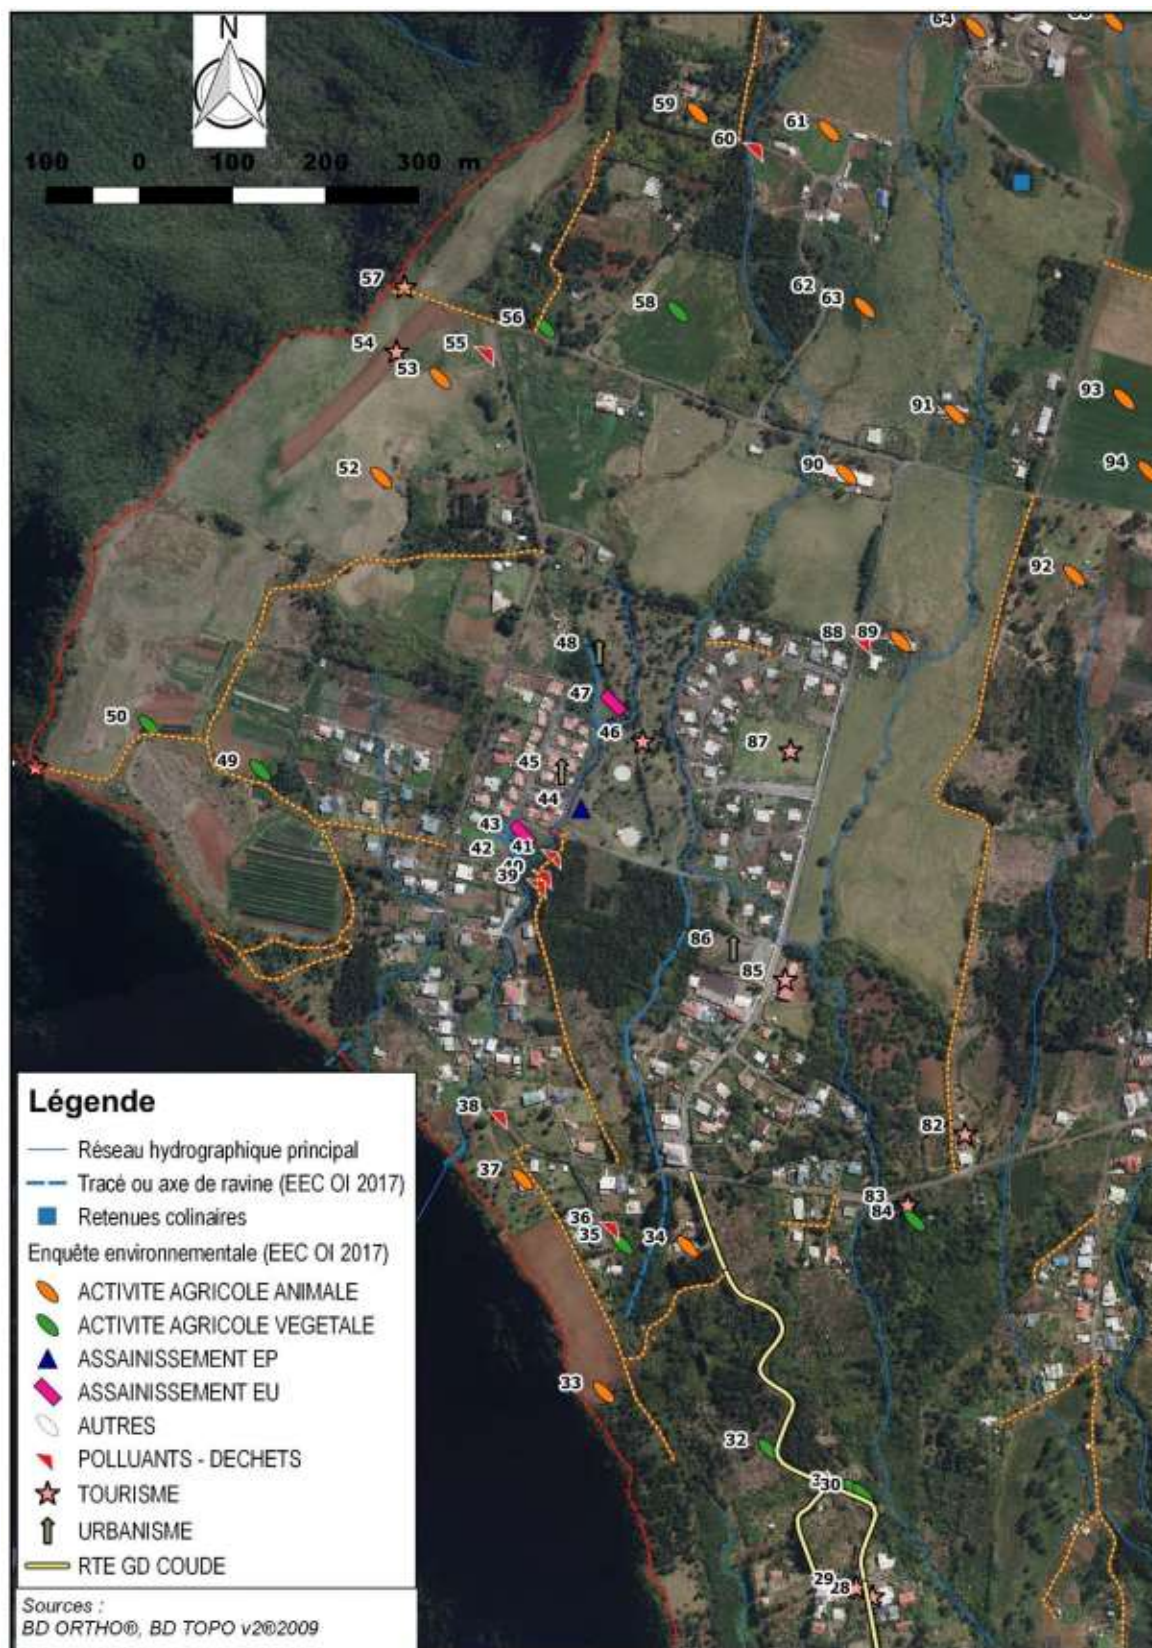 N
64
59
60
61
100 0 100 300 m
57
56
58
62
63
54
55
53
93
91
52
90
94
92
48
88
89
47
50
46
87
49
45
44
43
42
41
40
39
86
85
Légende
38
82
Réseau hydrographique principal
37
Tracé ou axe de ravine (EEC OI 2017)
83
84
Retenues colinaires
36
35
34
Enquête environnementale (EEC OI 2017)
ACTIVITE AGRICOLE ANIMALE
ACTIVITE AGRICOLE VEGETALE
ASSAINISSEMENT EP
ASSAINISSEMENT EU
33
AUTRES
32
POLLUANTS - DECHETS
30
TOURISME
URBANISME
RTE GD COUDE
29
28
Sources :
BD ORTHO®, BD TOPO v2®2009